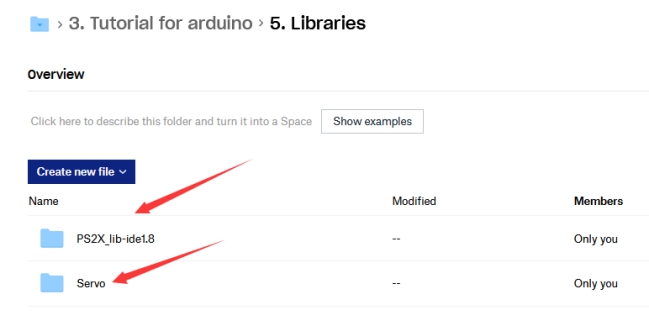 › 3. Tutorial for arduino › 5. Libraries
Overview
Click here to describe this folder and turn it into a Space Show examples
Create new file
Name Modified Members
PS2X_lib-ide1.8 -- Only you
Servo -- Only you